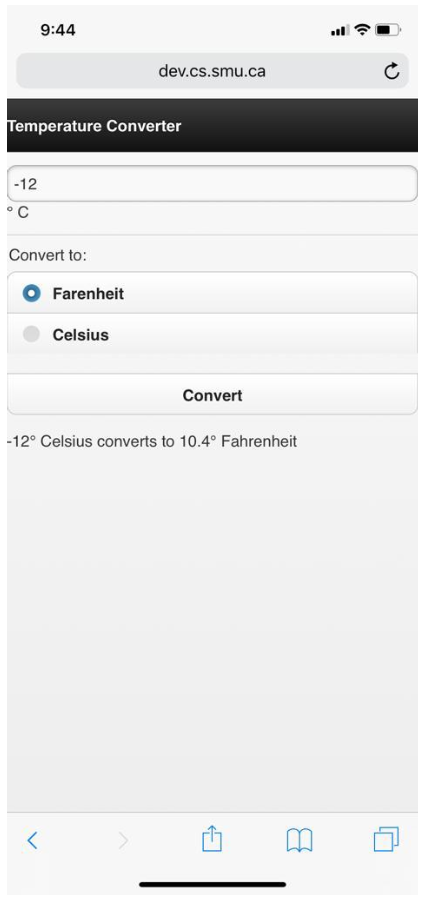 9:44
dev.cs.smu.ca
Temperature Converter
-12
° C
Convert to:
Farenheit
Celsius
Convert
-12° Celsius converts to 10.4° Fahrenheit